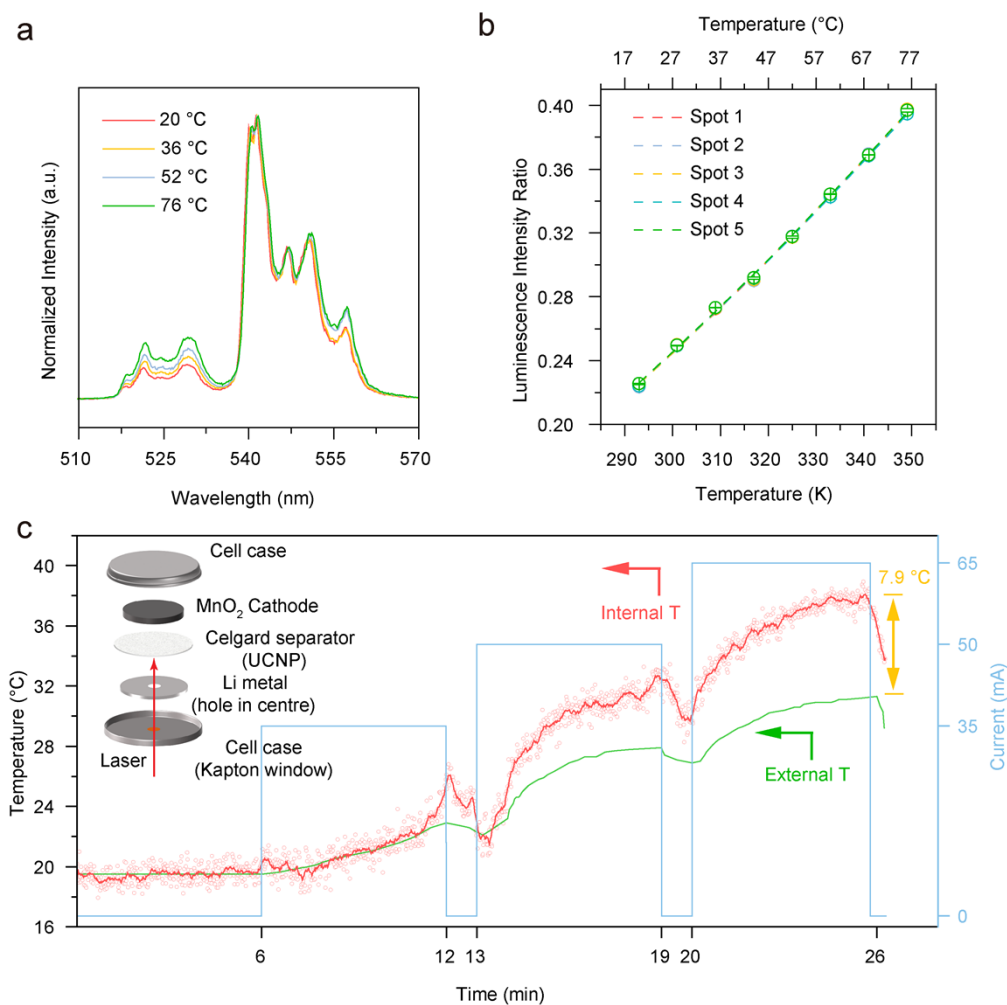 a
Normalized Intensity (a.u.)
20 °C
36 °C
52 °C
76 °C
510
525
540
555
570
Wavelength (nm)
b
Temperature (°C)
17
27
37
47
57
67
77
Luminescence Intensity Ratio
0.40
0.36
0.32
0.28
0.24
0.20
Spot 1
Spot 2
Spot 3
Spot 4
Spot 5
290
300
310
320
330
340
350
Temperature (K)
c
Temperature (°C)
40
36
32
28
24
20
16
Cell case
MnO₂ Cathode
Celgard separator
(UCNP)
Li metal
(hole in centre)
Laser
Cell case
(Kapton window)
Internal T
External T
7.9 °C
65
50
35
0
Current (mA)
6
12
13
19
20
26
Time (min)